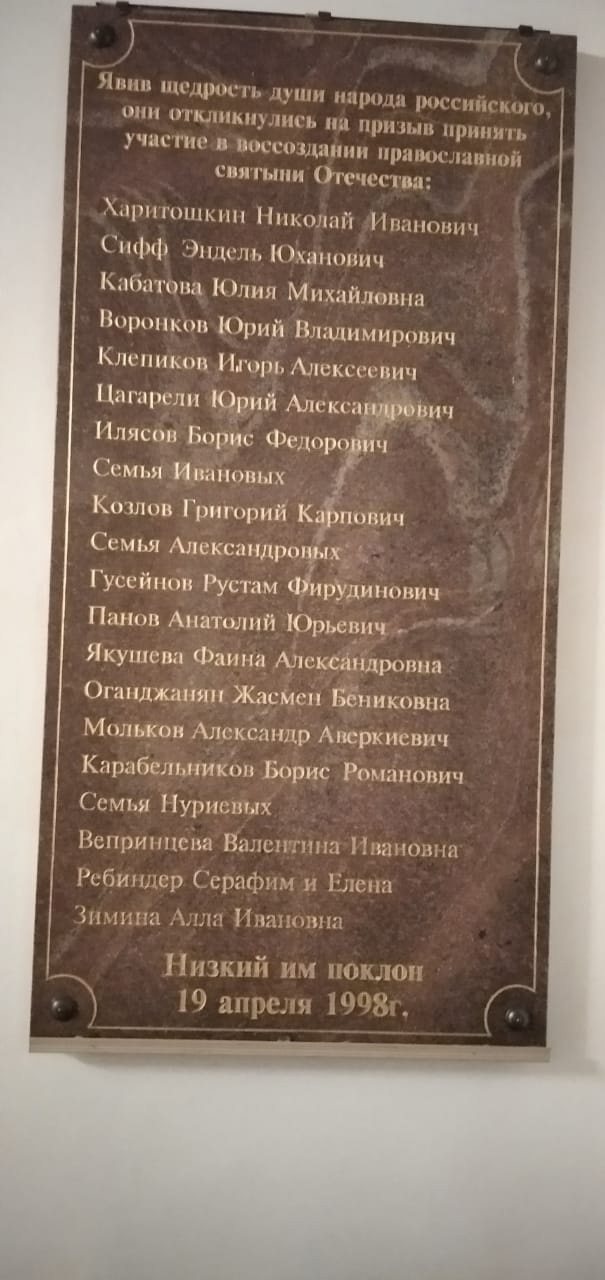 Явив щедрость души народа российского,
они откликнулись на призыв принять
участие в воссоздании православной
святыни Отечества:
Харитошкин Николай Иванович
Сифф Эндель Юханович
Кабатова Юлия Михайловна
Воронков Юрий Владимирович
Клепиков Игорь Алексеевич
Цагарели Юрий Александрович
Илясов Борис Федорович
Семья Ивановых
Козлов Григорий Карпович
Семья Александровых
Гусейнов Рустам Фирудинович
Панов Анатолий Юрьевич
Якушева Фаина Александровна
Оганджанян Жасмен Бениковна
Мольков Александр Аверкиевич
Карабельников Борис Романович
Семья Нуриевых
Вепринцева Валентина Ивановна
Ребиндер Серафим и Елена
Зимина Алла Ивановна
Низкий им поклон
19 апреля 1998г.